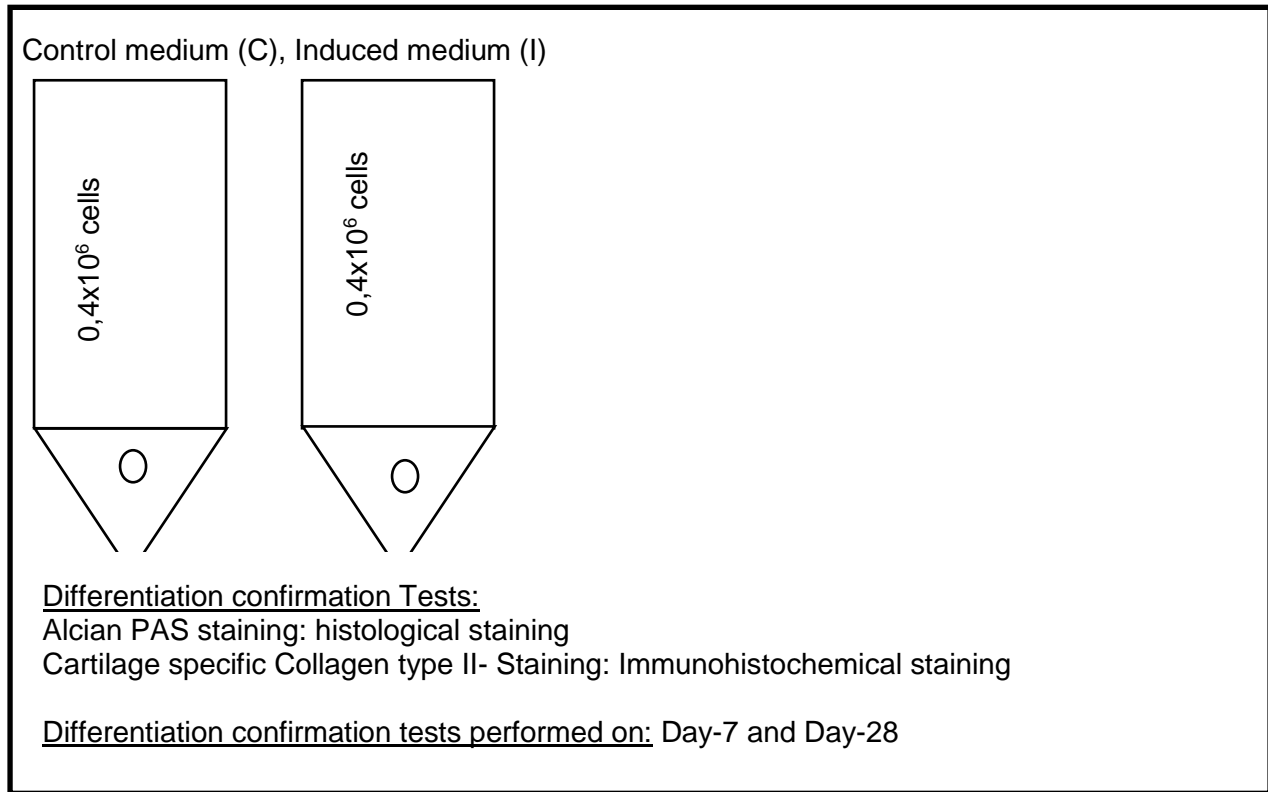 Control medium (C), Induced medium (I)
0,4x10⁶ cells
0,4x10⁶ cells
Differentiation confirmation Tests:
Alcian PAS staining: histological staining
Cartilage specific Collagen type II- Staining: Immunohistochemical staining
Differentiation confirmation tests performed on: Day-7 and Day-28